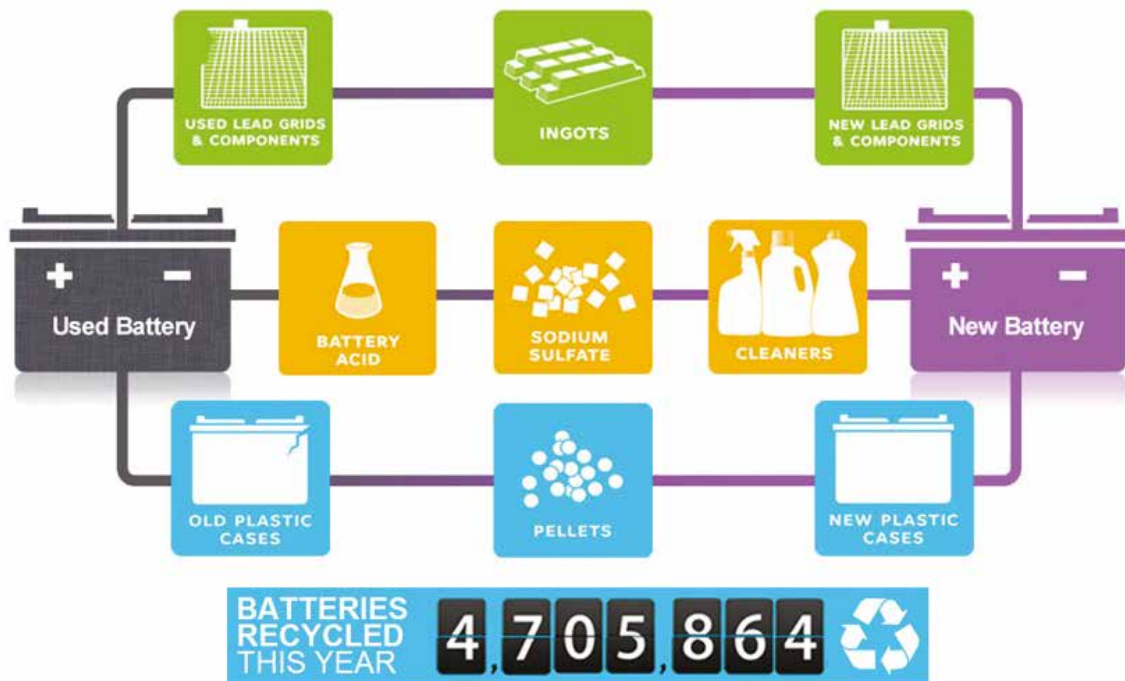 USED LEAD GRIDS
& COMPONENTS
INGOTS
NEW LEAD GRIDS
& COMPONENTS
+ −
Used Battery
BATTERY
ACID
SODIUM
SULFATE
CLEANERS
+ −
New Battery
OLD PLASTIC
CASES
PELLETS
NEW PLASTIC
CASES
BATTERIES
RECYCLED
THIS YEAR
4,705,864